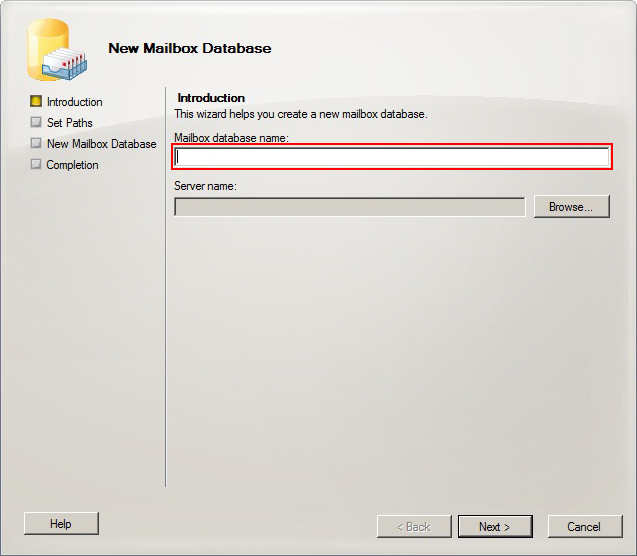 New Mailbox Database
Introduction
Set Paths
New Mailbox Database
Completion
Introduction
This wizard helps you create a new mailbox database.
Mailbox database name:
Server name:
Browse...
Help
< Back
Next >
Cancel